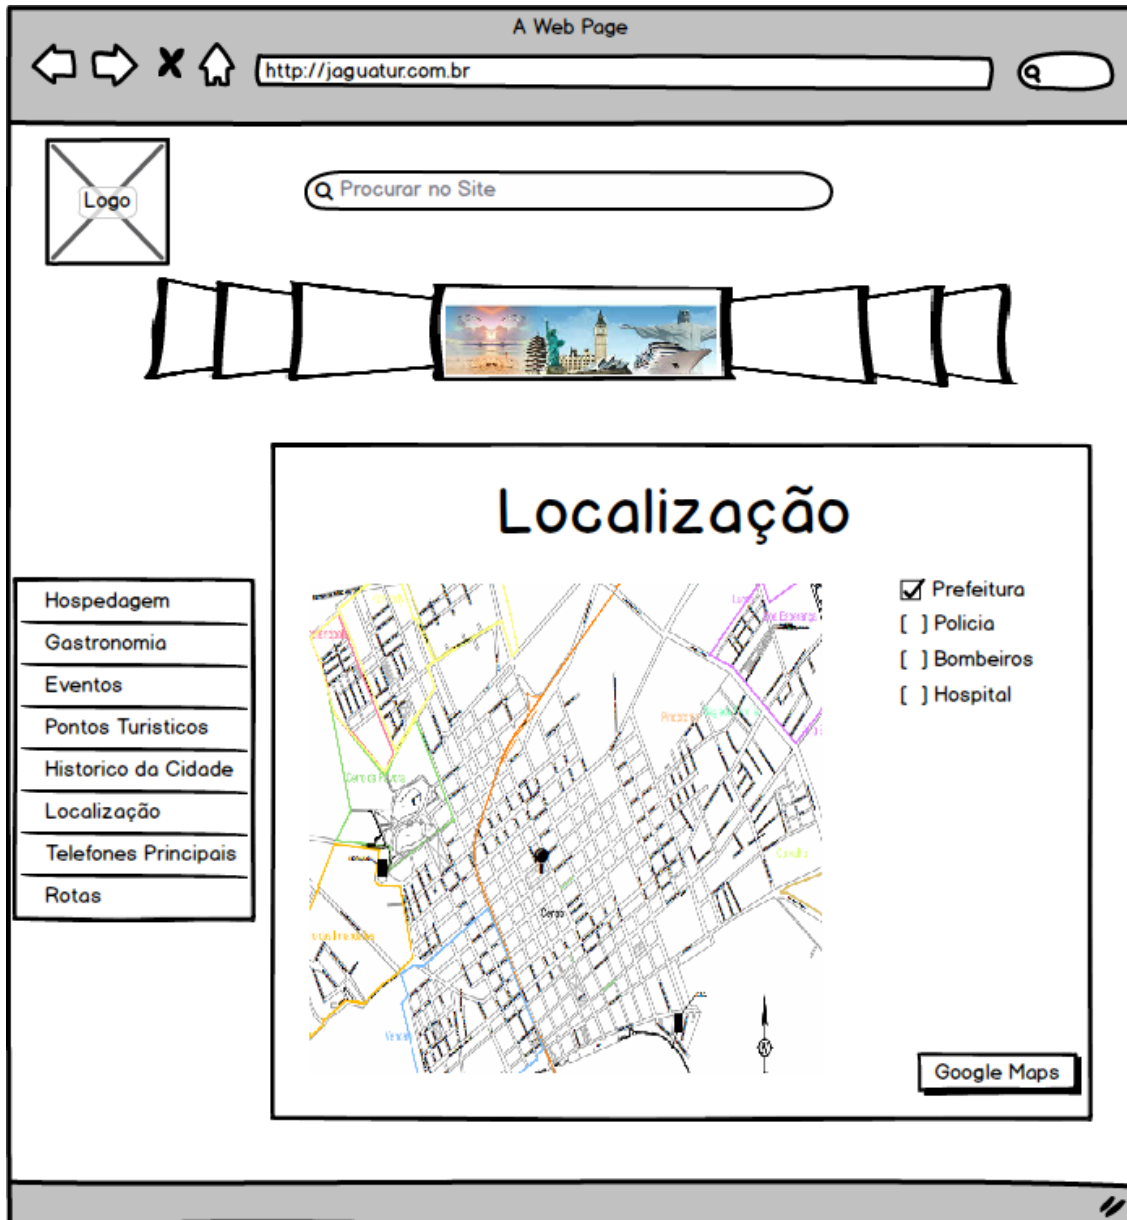 A Web Page
http://jaguatur.com.br
Logo
Procurar no Site
Localização
Hospedagem
Gastronomia
Eventos
Pontos Turisticos
Historico da Cidade
Localização
Telefones Principais
Rotas
Prefeitura
[ ] Policia
[ ] Bombeiros
[ ] Hospital
Google Maps